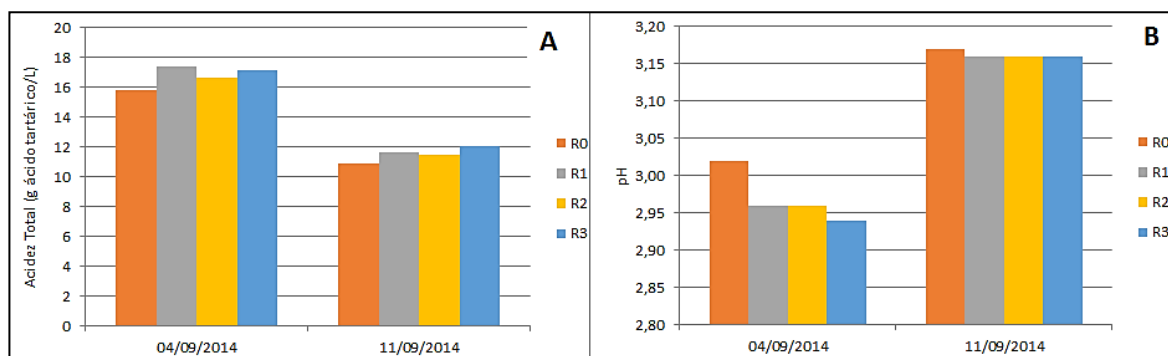 A
Acidez Total (g ácido tartárico/L)
20
18
16
14
12
10
8
6
4
2
0
04/09/2014
11/09/2014
R0
R1
R2
R3
B
pH
3,20
3,15
3,10
3,05
3,00
2,95
2,90
2,85
2,80
04/09/2014
11/09/2014
R0
R1
R2
R3